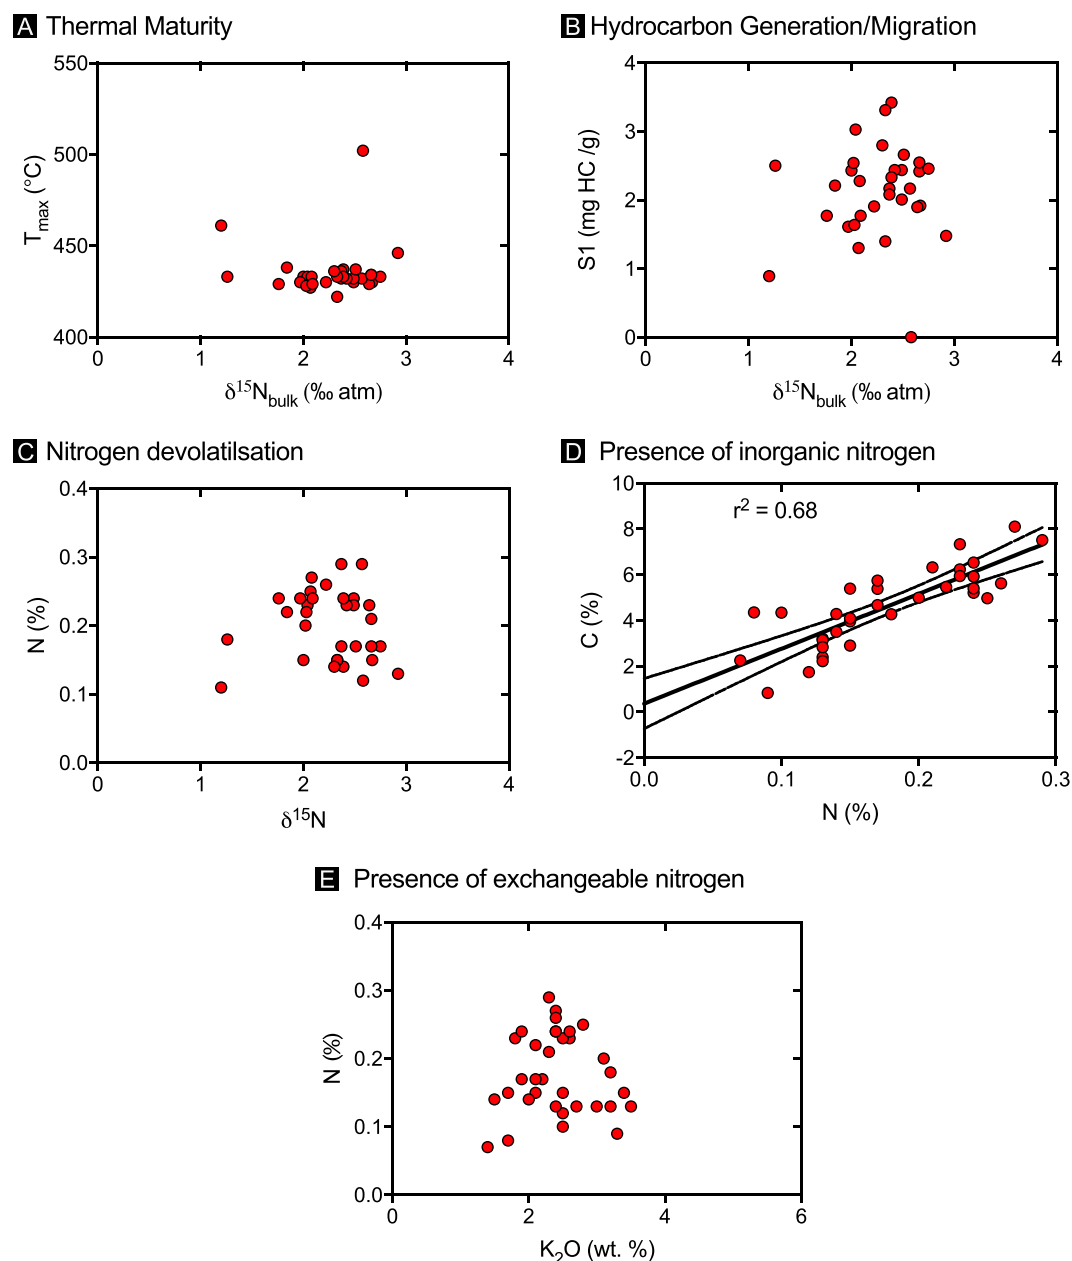 A Thermal Maturity
550
500
450
400
T_max (°C)
0 1 2 3 4
δ¹⁵N_bulk (‰ atm)
B Hydrocarbon Generation/Migration
4
3
2
1
0
S1 (mg HC /g)
0 1 2 3 4
δ¹⁵N_bulk (‰ atm)
C Nitrogen devolatilsation
0.4
0.3
0.2
0.1
0.0
N (%)
0 1 2 3 4
δ¹⁵N
D Presence of inorganic nitrogen
r² = 0.68
10
8
6
4
2
0
-2
C (%)
0.0 0.1 0.2 0.3
N (%)
E Presence of exchangeable nitrogen
0.4
0.3
0.2
0.1
0.0
N (%)
0 2 4 6
K₂O (wt. %)